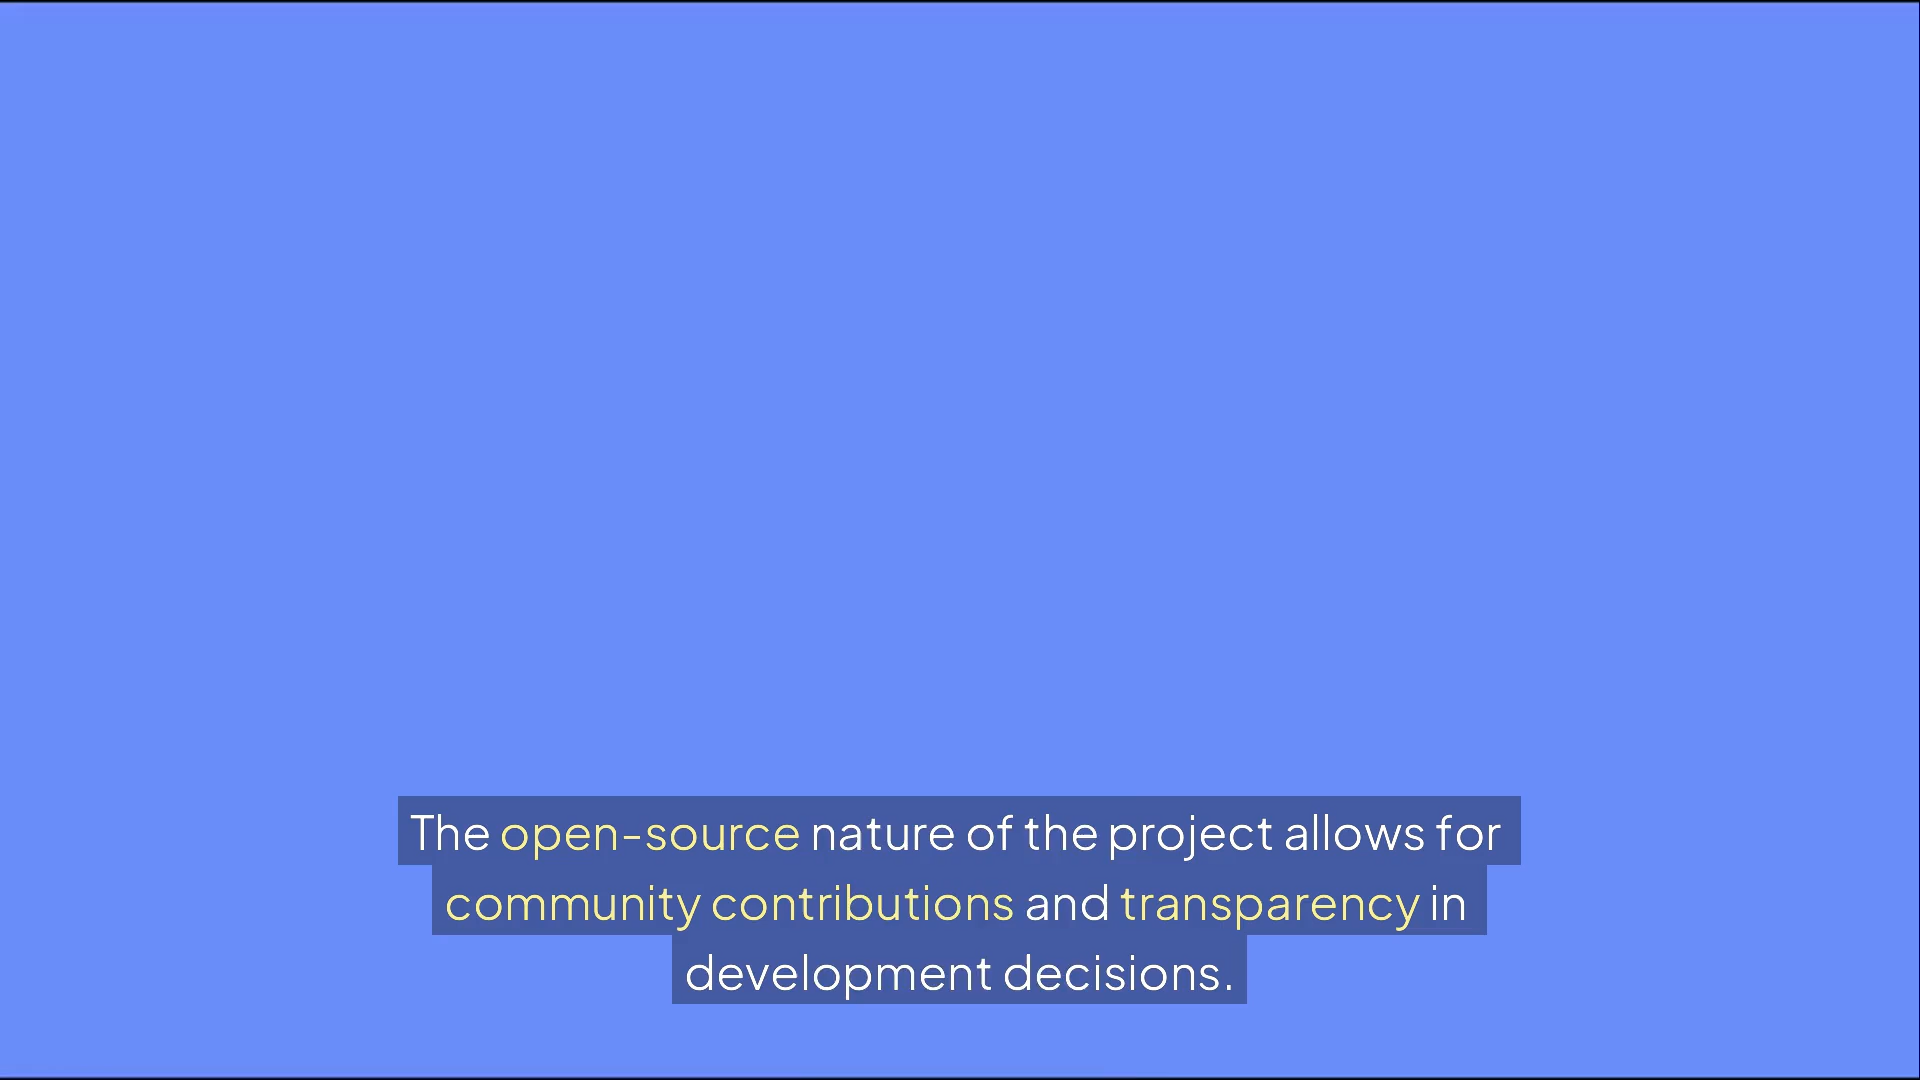 The open-source nature of the project allows for
community contributions and transparency in
development decisions.